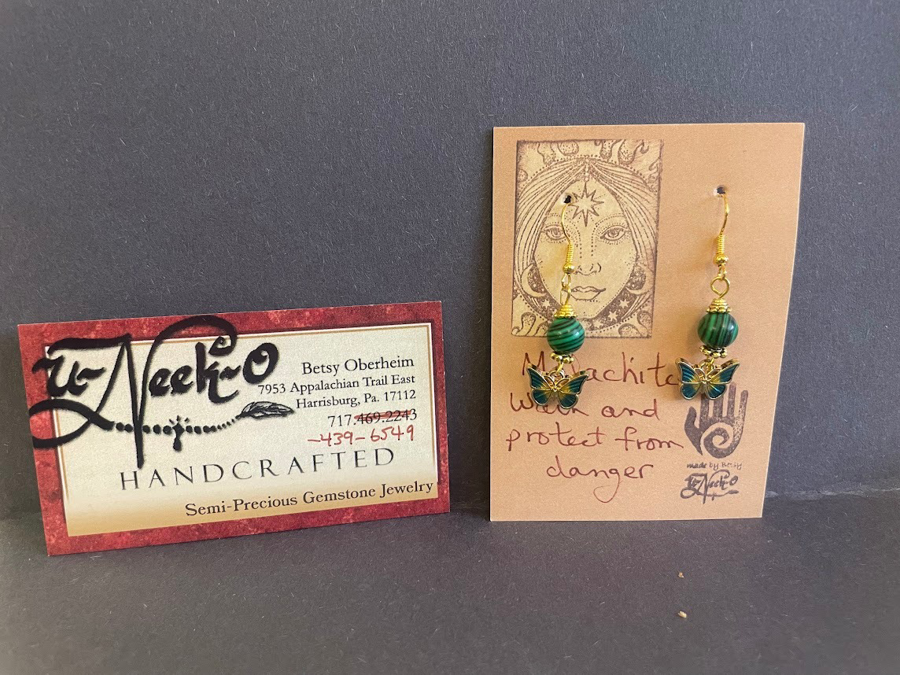 u-Neek-O
Betsy Oberheim
7953 Appalachian Trail East
Harrisburg, Pa. 17112
717.469.2243
-439-6549
HANDCRAFTED
Semi-Precious Gemstone Jewelry
Malachite
and
protect from
danger
made by Betsy
u-Neek-O